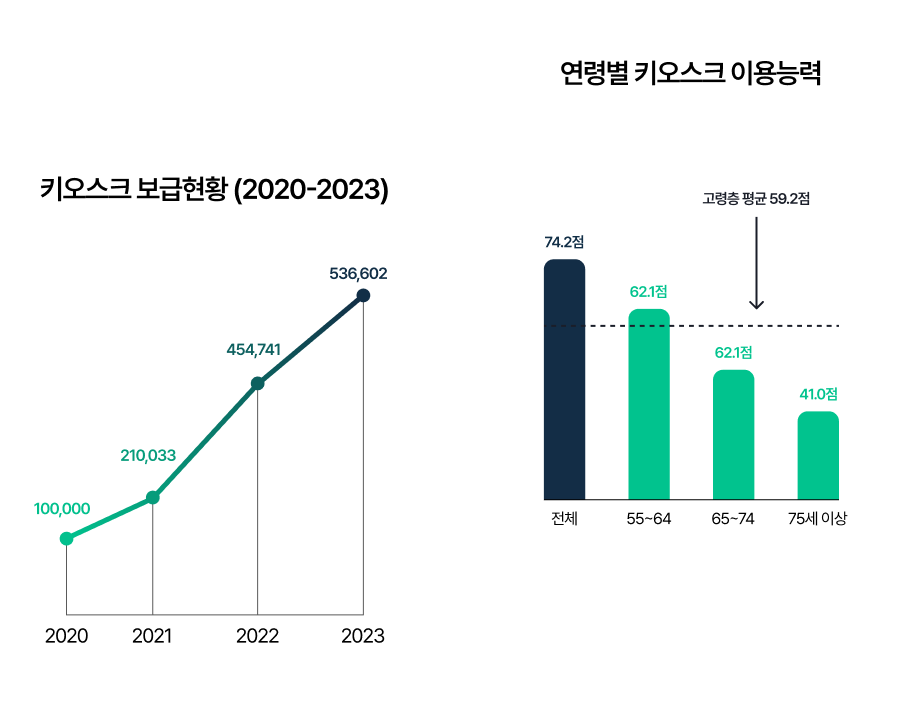 키오스크 보급현황 (2020-2023)
536,602
454,741
210,033
100,000
2020 2021 2022 2023
연령별 키오스크 이용능력
고령층 평균 59.2점
74.2점
62.1점
62.1점
41.0점
전체 55~64 65~74 75세 이상